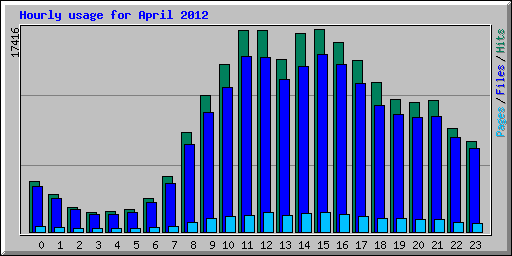 Hourly usage for April 2012
17416
Pages/Files/Hits
0 1 2 3 4 5 6 7 8 9 10 11 12 13 14 15 16 17 18 19 20 21 22 23